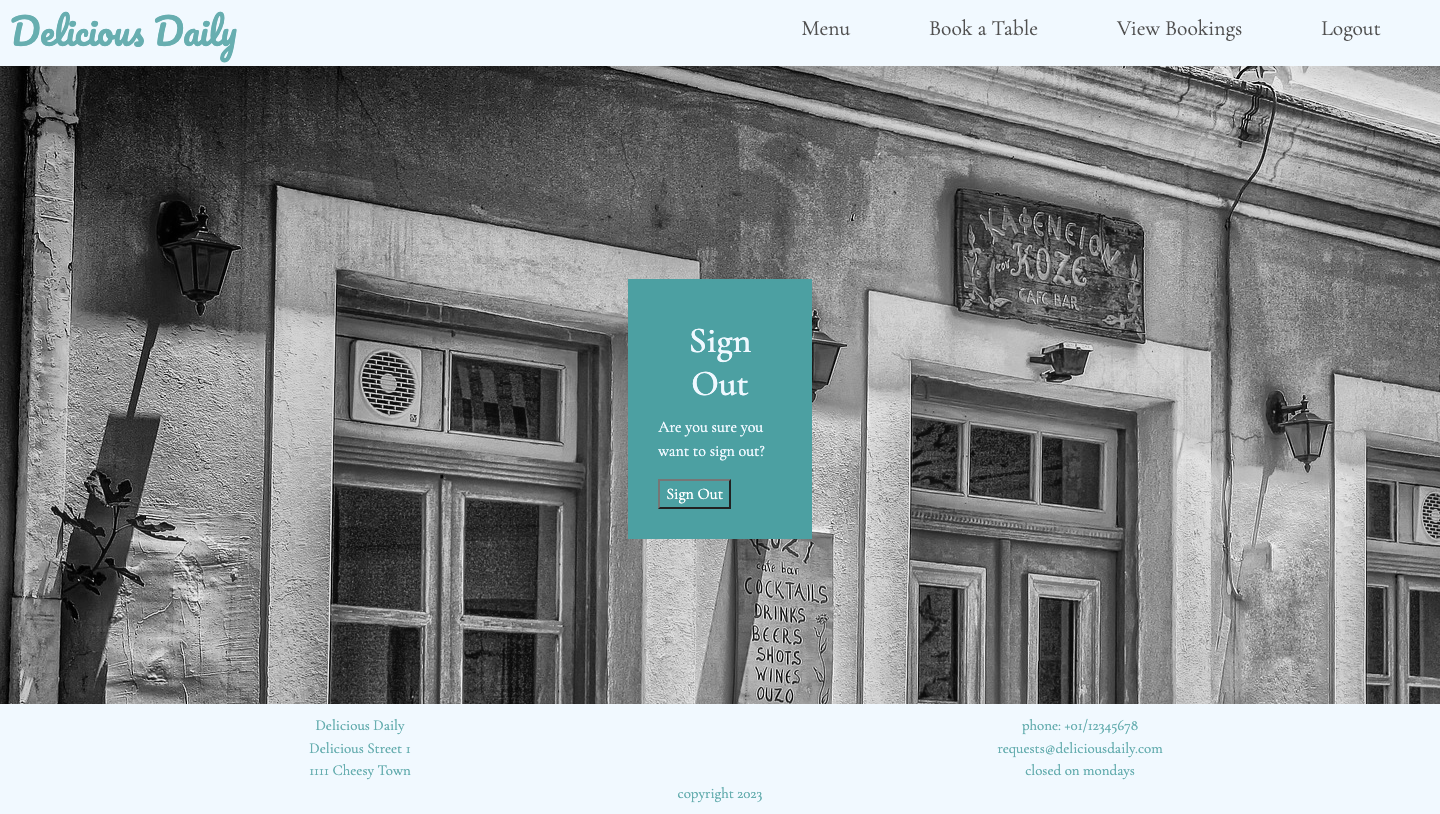 Delicious Daily
Menu
Book a Table
View Bookings
Logout
ΚΑΦΕΝΕΙΟΝ
του ΚΟΖΕ
CAFE BAR
Sign
Out
Are you sure you
want to sign out?
Sign Out
cafe bar
COCKTAILS
DRINKS
BEERS
SHOTS
WINES
OUZO
Delicious Daily
Delicious Street 1
1111 Cheesy Town
phone: +01/12345678
requests@deliciousdaily.com
closed on mondays
copyright 2023